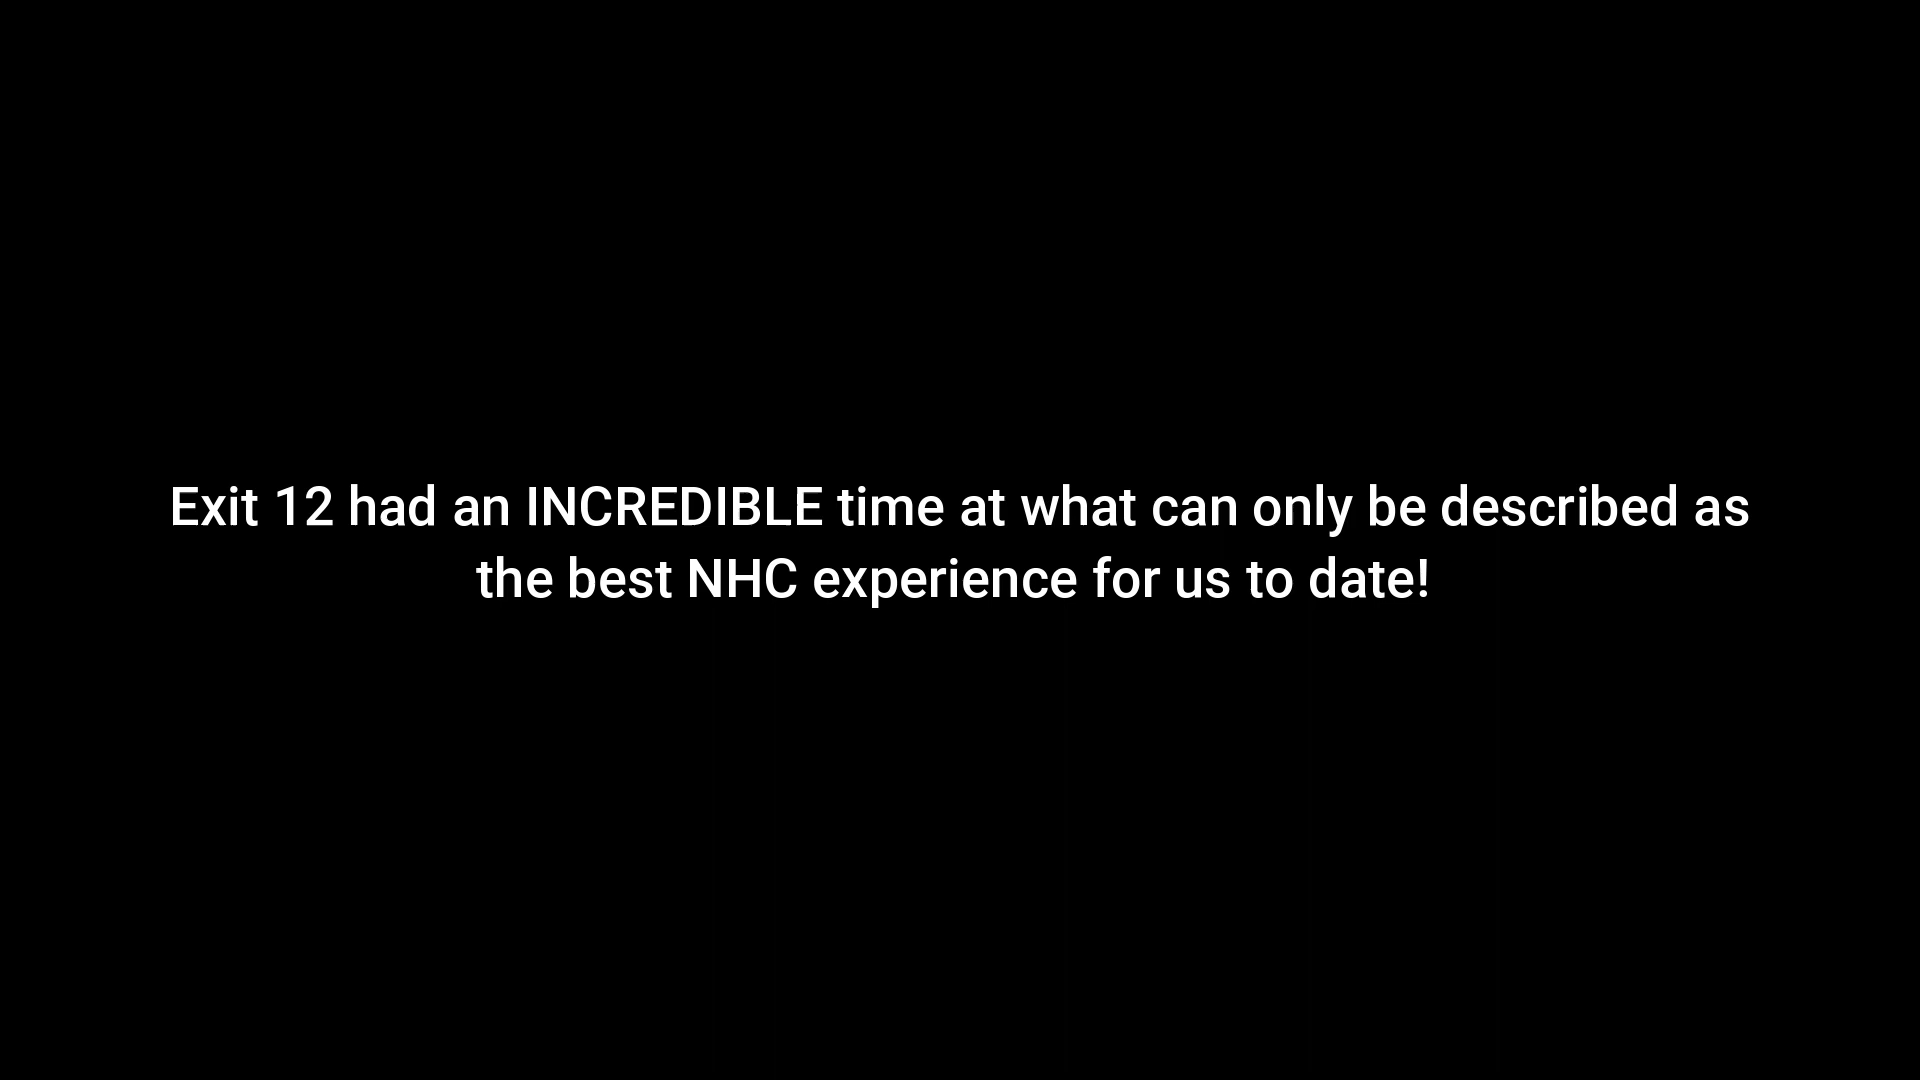 Exit 12 had an INCREDIBLE time at what can only be described as
the best NHC experience for us to date!